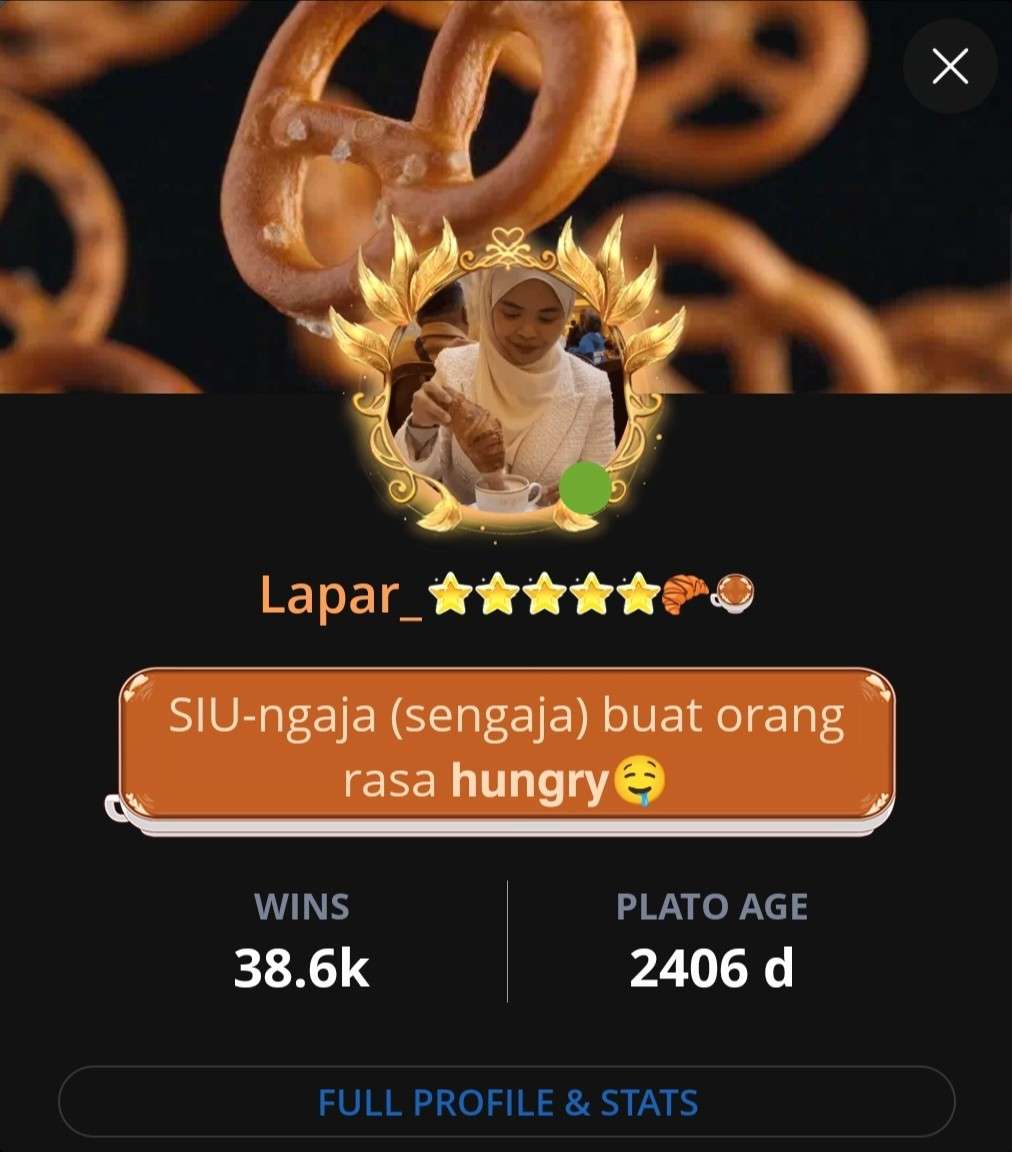 Lapar_⭐⭐⭐⭐⭐🥐☕
SIU-ngaja (sengaja) buat orang
rasa hungry🤤
WINS
PLATO AGE
38.6k
2406 d
FULL PROFILE & STATS